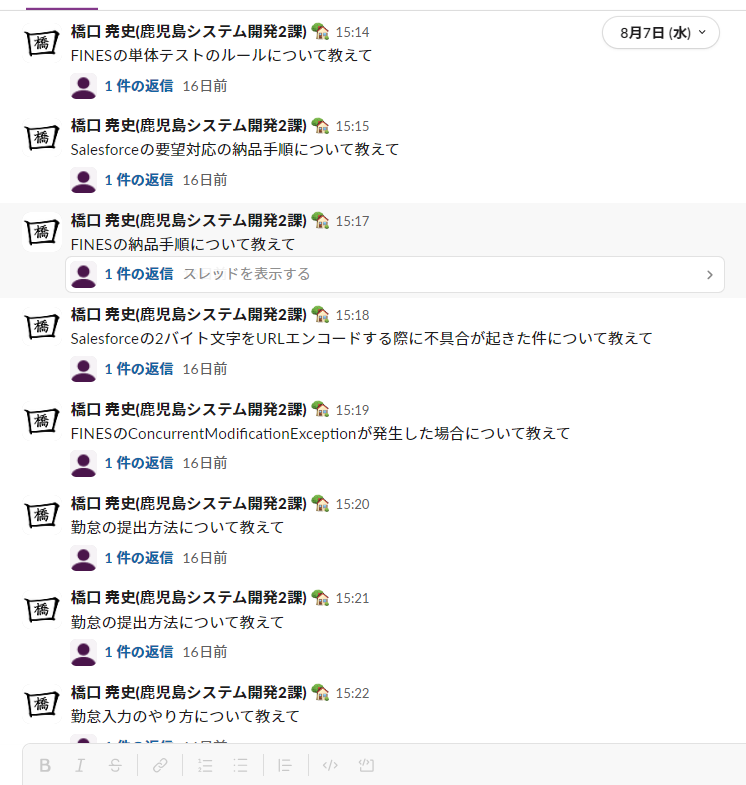 橋口 尭史(鹿児島システム開発2課) 15:14
8月7日 (水)
FINESの単体テストのルールについて教えて
1 件の返信 16日前
橋口 尭史(鹿児島システム開発2課) 15:15
Salesforceの要望対応の納品手順について教えて
1 件の返信 16日前
橋口 尭史(鹿児島システム開発2課) 15:17
FINESの納品手順について教えて
1 件の返信 スレッドを表示する
橋口 尭史(鹿児島システム開発2課) 15:18
Salesforceの2バイト文字をURLエンコードする際に不具合が起きた件について教えて
1 件の返信 16日前
橋口 尭史(鹿児島システム開発2課) 15:19
FINESのConcurrentModificationExceptionが発生した場合について教えて
1 件の返信 16日前
橋口 尭史(鹿児島システム開発2課) 15:20
勤怠の提出方法について教えて
1 件の返信 16日前
橋口 尭史(鹿児島システム開発2課) 15:21
勤怠の提出方法について教えて
1 件の返信 16日前
橋口 尭史(鹿児島システム開発2課) 15:22
勤怠入力のやり方について教えて